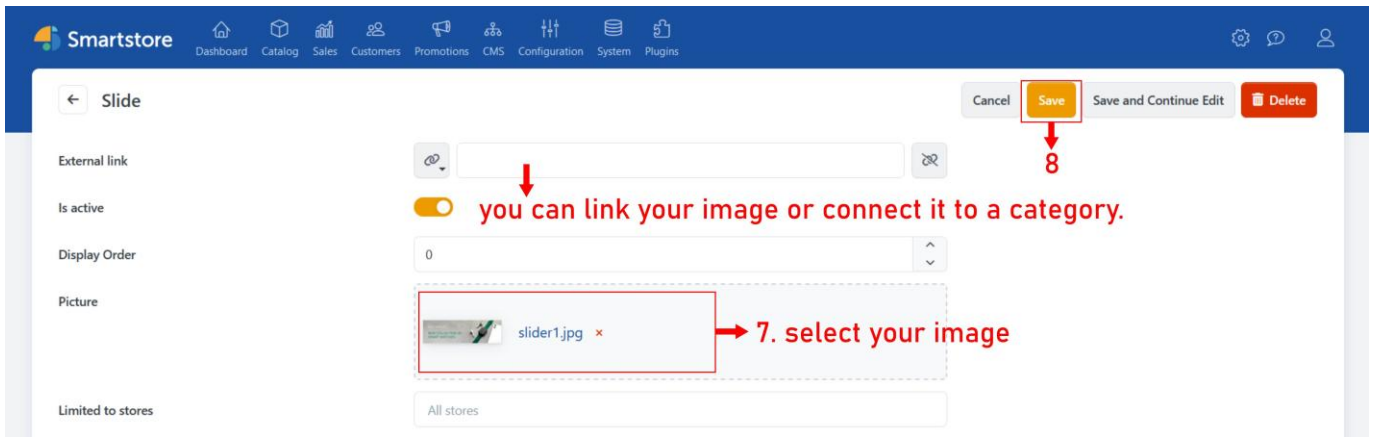 Smartstore
Dashboard Catalog Sales Customers Promotions CMS Configuration System Plugins
Slide
Cancel Save Save and Continue Edit Delete
8
External link
Is active
you can link your image or connect it to a category.
Display Order
0
Picture
slider1.jpg ×
7. select your image
Limited to stores
All stores